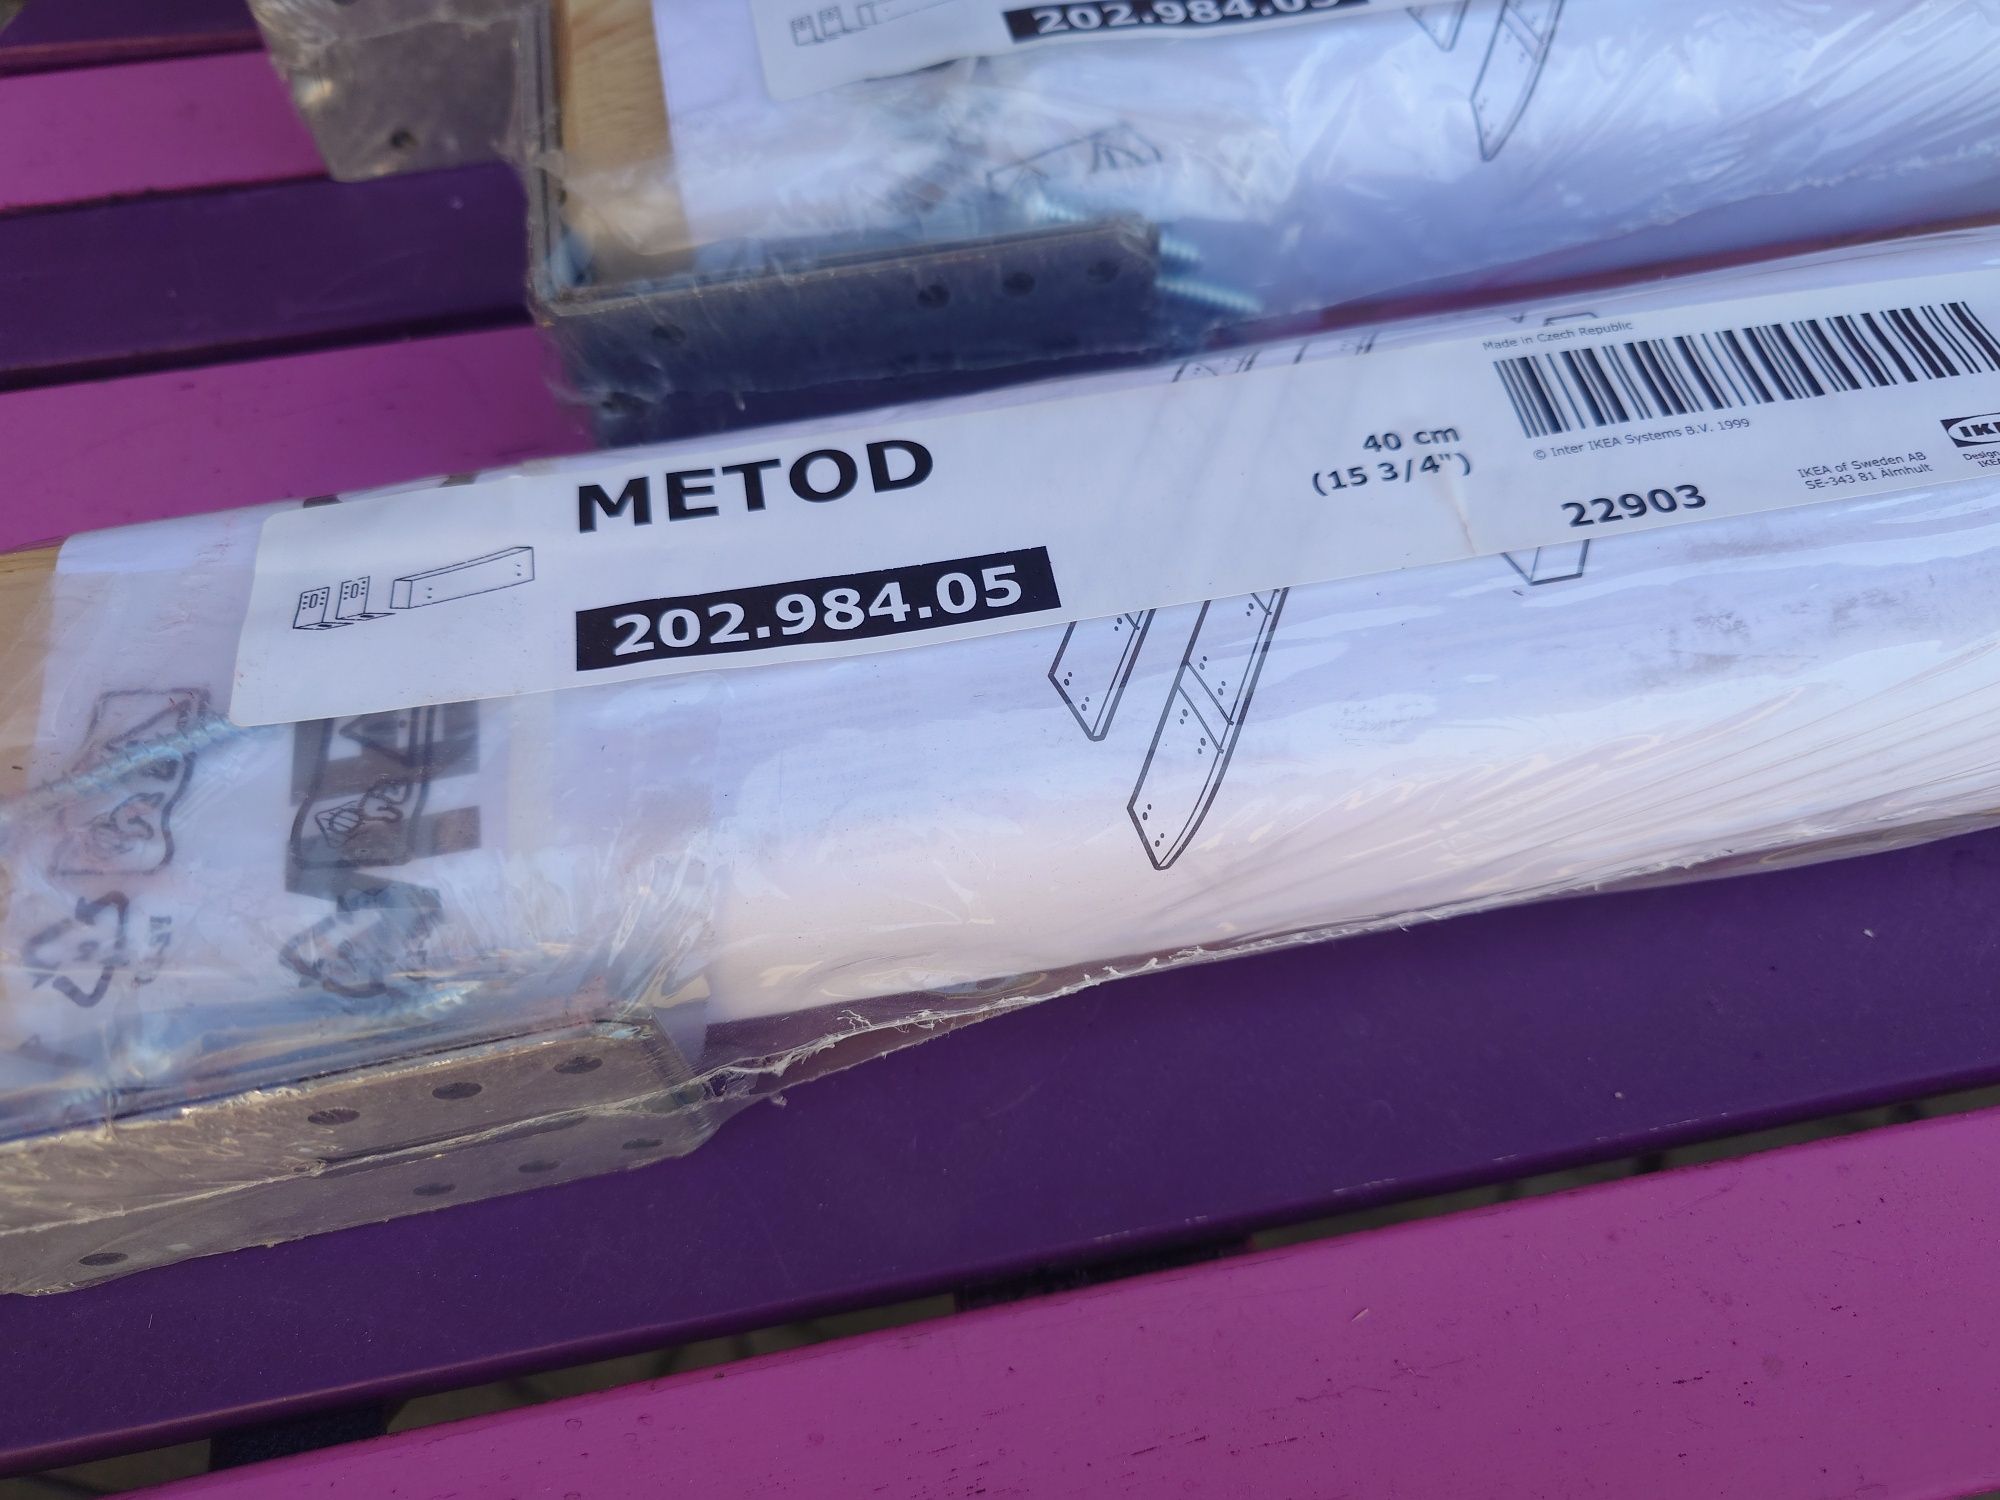 202.984.05
METOD
40 cm
(15 3/4")
202.984.05
Made in Czech Republic
© Inter IKEA Systems B.V. 1999
22903
IKEA of Sweden AB
SE-343 81 Älmhult